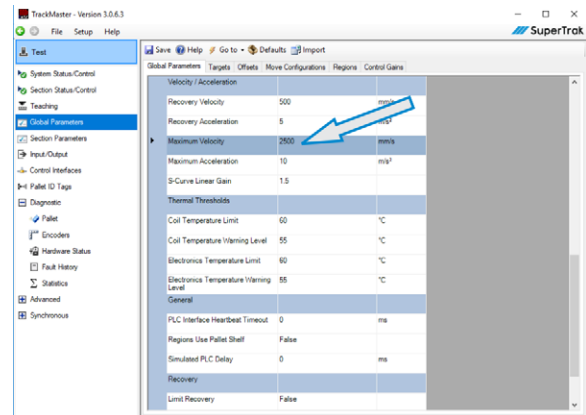 TrackMaster - Version 3.0.6.3
File Setup Help
SuperTrak
Test
Save Help Go to Defaults Import
Global Parameters Targets Offsets Move Configurations Regions Control Gains
System Status/Control
Section Status/Control
Teaching
Global Parameters
Section Parameters
Input/Output
Control Interfaces
Pallet ID Tags
Diagnostic
Pallet
Encoders
Hardware Status
Fault History
Statistics
Advanced
Synchronous
Velocity / Acceleration
Recovery Velocity 500 mm/s
Recovery Acceleration 5 m/s²
Maximum Velocity 2500 mm/s
Maximum Acceleration 10 m/s²
S-Curve Linear Gain 1.5
Thermal Thresholds
Coil Temperature Limit 60 °C
Coil Temperature Warning Level 55 °C
Electronics Temperature Limit 60 °C
Electronics Temperature Warning 55 °C
Level
General
PLC Interface Heartbeat Timeout 0 ms
Regions Use Pallet Shelf False
Simulated PLC Delay 0 ms
Recovery
Limit Recovery False